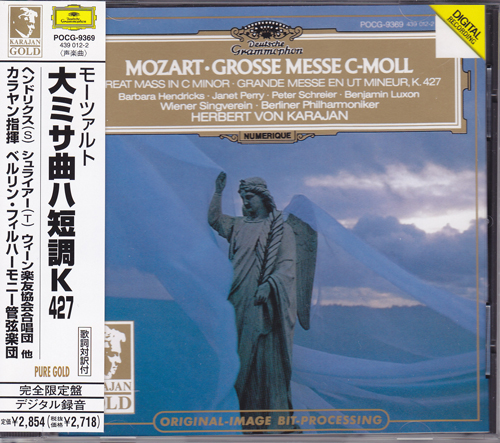 KARAJAN
GOLD
POCG-9369
439 012-2
〈声楽曲〉
モーツァルト
大ミサ曲ハ短調K427
ヘンドリクス(S) シュライアー(T) ウィーン楽友協会合唱団 他
カラヤン指揮 ベルリン・フィルハーモニー管弦楽団
歌詞対訳付
PURE GOLD
完全限定盤
デジタル録音
定価¥2,854(税抜価格¥2,718)
POCG-9369 439 012-2
DIGITAL
RECORDING
Deutsche
Grammophon
MOZART·GROSSE MESSE C-MOLL
REAT MASS IN C MINOR · GRANDE MESSE EN UT MINEUR, K. 427
Barbara Hendricks · Janet Perry · Peter Schreier · Benjamin Luxon
Wiener Singverein · Berliner Philharmoniker
HERBERT VON KARAJAN
NUMERIQUE
KARAJAN
GOLD
ORIGINAL-IMAGE BIT-PROCESSING